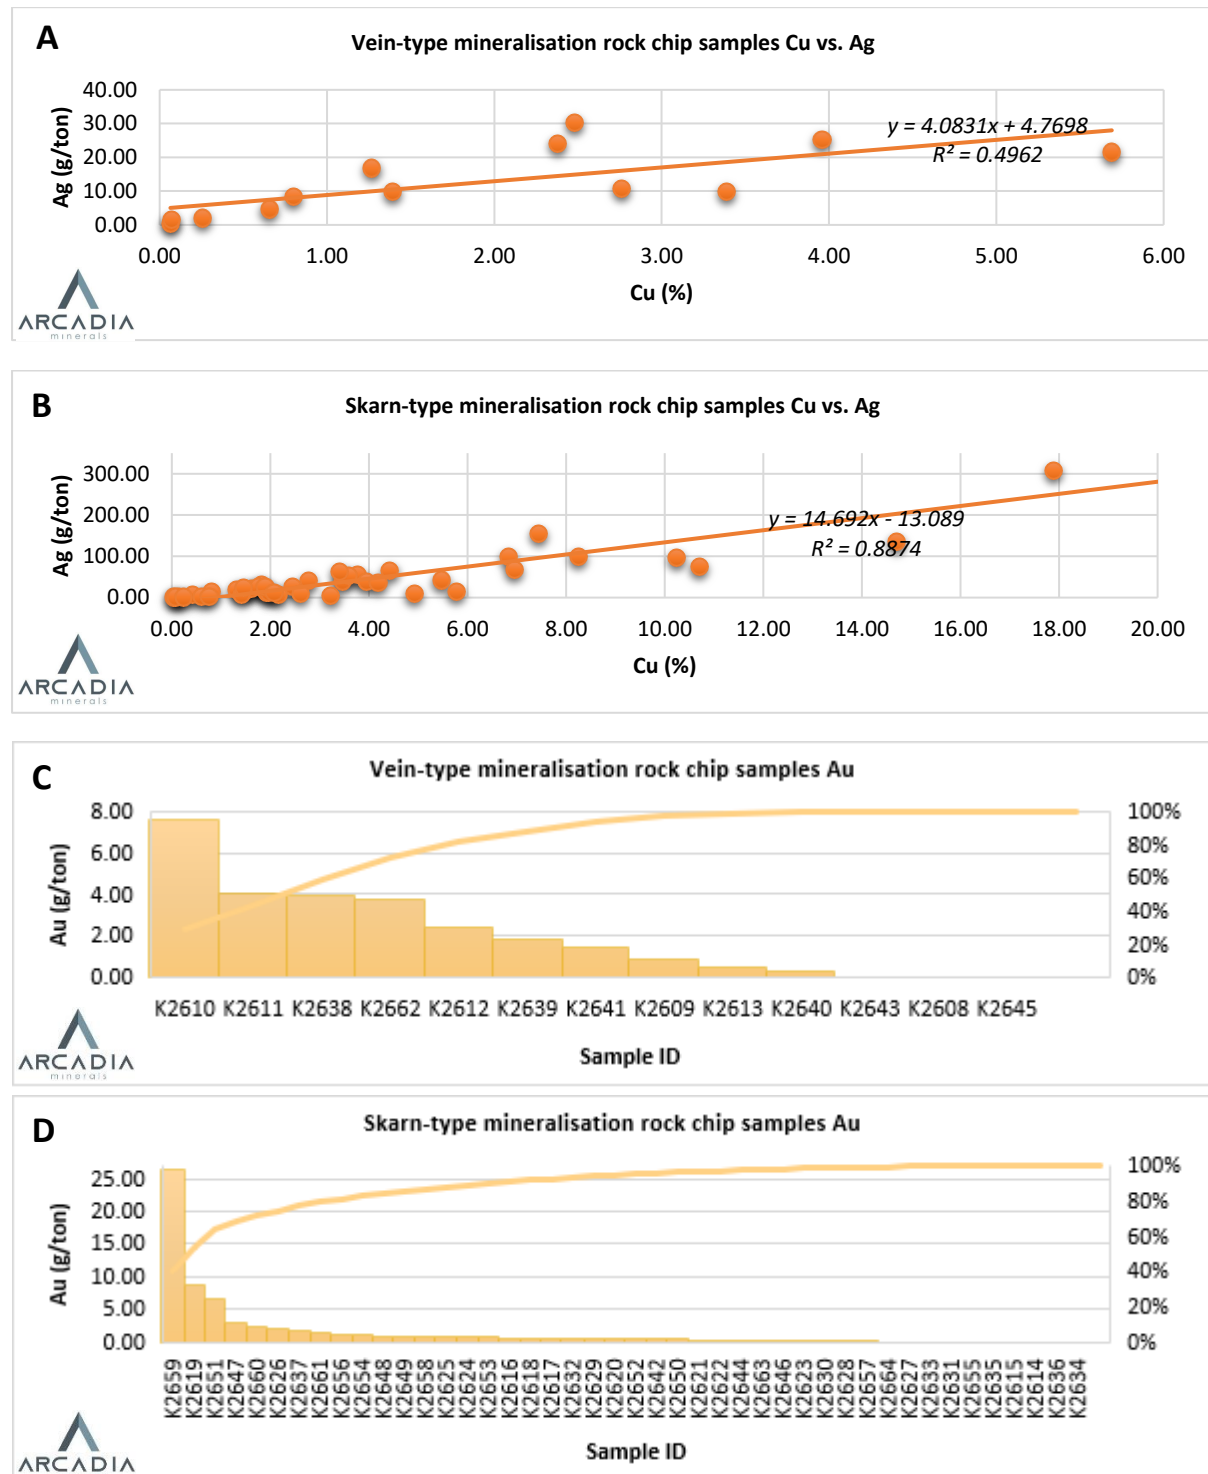 A
Vein-type mineralisation rock chip samples Cu vs. Ag
Ag (g/ton)
40.00
30.00
20.00
10.00
0.00
y = 4.0831x + 4.7698
R² = 0.4962
0.00 1.00 2.00 3.00 4.00 5.00 6.00
Cu (%)
ARCADIA
minerals
B
Skarn-type mineralisation rock chip samples Cu vs. Ag
Ag (g/ton)
300.00
200.00
100.00
0.00
y = 14.692x - 13.089
R² = 0.8874
0.00 2.00 4.00 6.00 8.00 10.00 12.00 14.00 16.00 18.00 20.00
Cu (%)
ARCADIA
minerals
C
Vein-type mineralisation rock chip samples Au
Au (g/ton)
8.00 100%
6.00 80%
4.00 60%
2.00 40%
0.00 20%
0%
K2610 K2611 K2638 K2662 K2612 K2639 K2641 K2609 K2613 K2640 K2643 K2608 K2645
Sample ID
ARCADIA
minerals
D
Skarn-type mineralisation rock chip samples Au
Au (g/ton)
25.00 100%
20.00 80%
15.00 60%
10.00 40%
5.00 20%
0.00 0%
K2659 K2619 K2651 K2647 K2660 K2626 K2637 K2661 K2656 K2654 K2648 K2649 K2658 K2625 K2624 K2653 K2616 K2618 K2617 K2632 K2629 K2620 K2652 K2642 K2650 K2621 K2622 K2644 K2663 K2646 K2623 K2630 K2628 K2657 K2664 K2627 K2633 K2631 K2655 K2635 K2615 K2614 K2636 K2634
Sample ID
ARCADIA
minerals